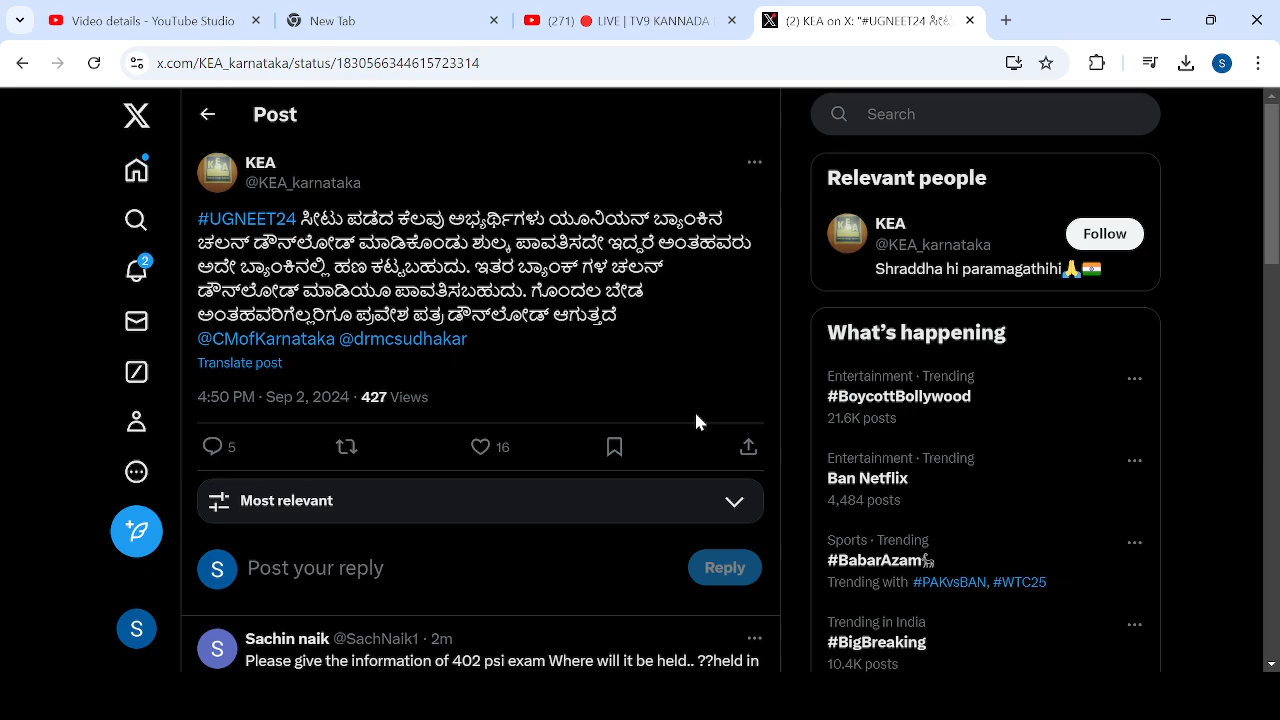 Video details - YouTube Studio
New Tab
(271) 🔴 LIVE | TV9 KANNADA
(2) KEA on X: "#UGNEET24
x.com/KEA_karnataka/status/1830566344615723314
S
Post
Search
KEA
@KEA_karnataka
#UGNEET24 ಸೀಟು ಪಡೆದ ಕೆಲವು ಅಭ್ಯರ್ಥಿಗಳು ಯೂನಿಯನ್ ಬ್ಯಾಂಕಿನ
ಚಲನ್ ಡೌನ್‌ಲೋಡ್ ಮಾಡಿಕೊಂಡು ಶುಲ್ಕ ಪಾವತಿಸದೇ ಇದ್ದರೆ ಅಂತಹವರು
ಅದೇ ಬ್ಯಾಂಕಿನಲ್ಲಿ ಹಣ ಕಟ್ಟಬಹುದು. ಇತರ ಬ್ಯಾಂಕ್ ಗಳ ಚಲನ್
ಡೌನ್‌ಲೋಡ್ ಮಾಡಿಯೂ ಪಾವತಿಸಬಹುದು. ಗೊಂದಲ ಬೇಡ
ಅಂತಹವರಿಗೆಲ್ಲರಿಗೂ ಪ್ರವೇಶ ಪತ್ರ ಡೌನ್‌ಲೋಡ್ ಆಗುತ್ತದೆ
@CMofKarnataka @drmcsudhakar
Translate post
4:50 PM · Sep 2, 2024 · 427 Views
5
16
Most relevant
S
Post your reply
Reply
S
Sachin naik @SachNaik1 · 2m
Please give the information of 402 psi exam Where will it be held.. ??held in
2
S
Relevant people
KEA
@KEA_karnataka
Follow
Shraddha hi paramagathihi🙏🇮🇳
What's happening
Entertainment · Trending
#BoycottBollywood
21.6K posts
Entertainment · Trending
Ban Netflix
4,484 posts
Sports · Trending
#BabarAzam🐐
Trending with #PAKvsBAN, #WTC25
Trending in India
#BigBreaking
10.4K posts